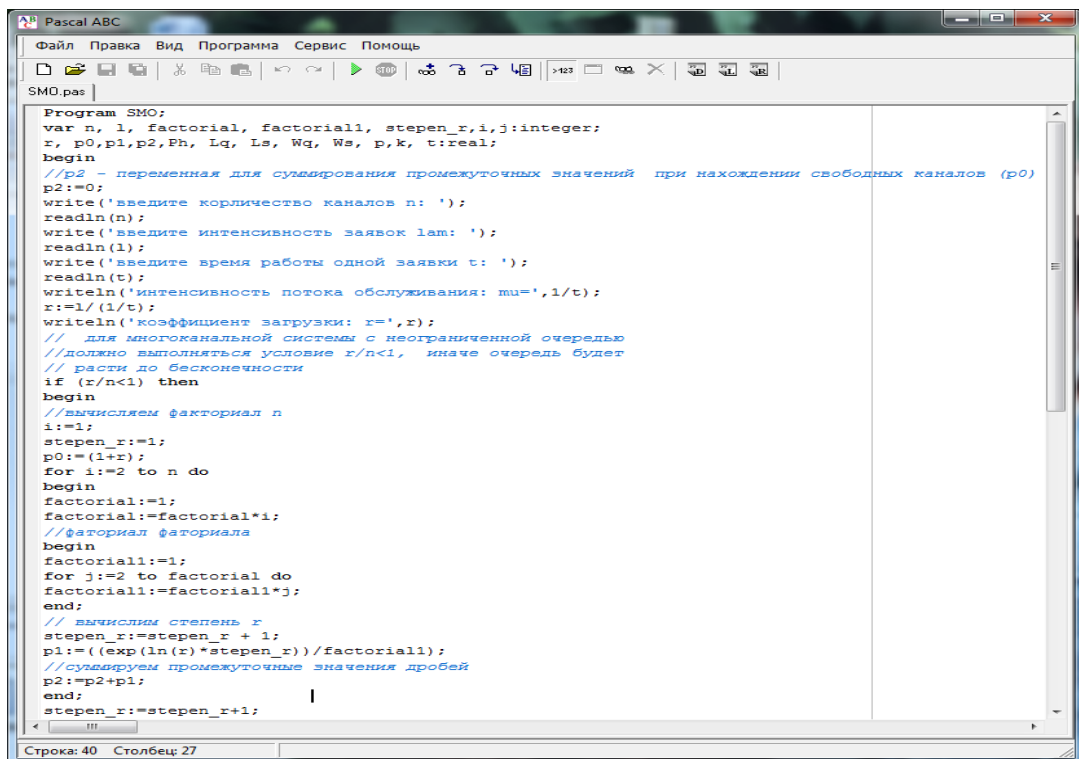 Pascal ABC
Файл Правка Вид Программа Сервис Помощь
SMO.pas
Program SMO;
var n, l, factorial, factorial1, stepen_r,i,j:integer;
r, p0,p1,p2,Ph, Lq, Ls, Wq, Ws, p,k, t:real;
begin
//p2 - переменная для суммирования промежуточных значений  при нахождении свободных каналов (p0)
p2:=0;
write('введите корличество каналов n: ');
readln(n);
write('введите интенсивность заявок lam: ');
readln(l);
write('введите время работы одной заявки t: ');
readln(t);
writeln('интенсивность потока обслуживания: mu=',1/t);
r:=l/(1/t);
writeln('коэффициент загрузки: r=',r);
//  для многоканальной системы с неограниченной очередью
//должно выполняться условие r/n<1,  иначе очередь будет
// расти до бесконечности
if (r/n<1) then
begin
//вычисляем факториал n
i:=1;
stepen_r:=1;
p0:=(1+r);
for i:=2 to n do
begin
factorial:=1;
factorial:=factorial*i;
//фаториал фаториала
begin
factorial1:=1;
for j:=2 to factorial do
factorial1:=factorial1*j;
end;
// вычислим степень r
stepen_r:=stepen_r + 1;
p1:=((exp(ln(r)*stepen_r))/factorial1);
//суммируем промежуточные значения дробей
p2:=p2+p1;
end;
stepen_r:=stepen_r+1;
Строка: 40 Столбец: 27